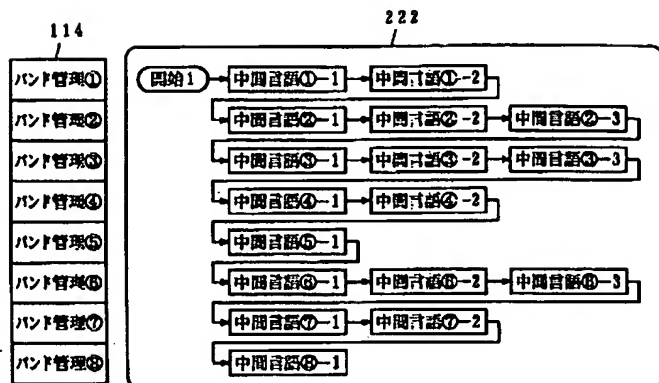 114
222
バンド管理①
開始1 中間言語①-1 中間言語①-2
バンド管理②
中間言語②-1 中間言語②-2 中間言語②-3
バンド管理③
中間言語③-1 中間言語③-2 中間言語③-3
バンド管理④
中間言語④-1 中間言語④-2
バンド管理⑤
中間言語⑤-1
バンド管理⑥
中間言語⑥-1 中間言語⑥-2 中間言語⑥-3
バンド管理⑦
中間言語⑦-1 中間言語⑦-2
バンド管理⑧
中間言語⑧-1